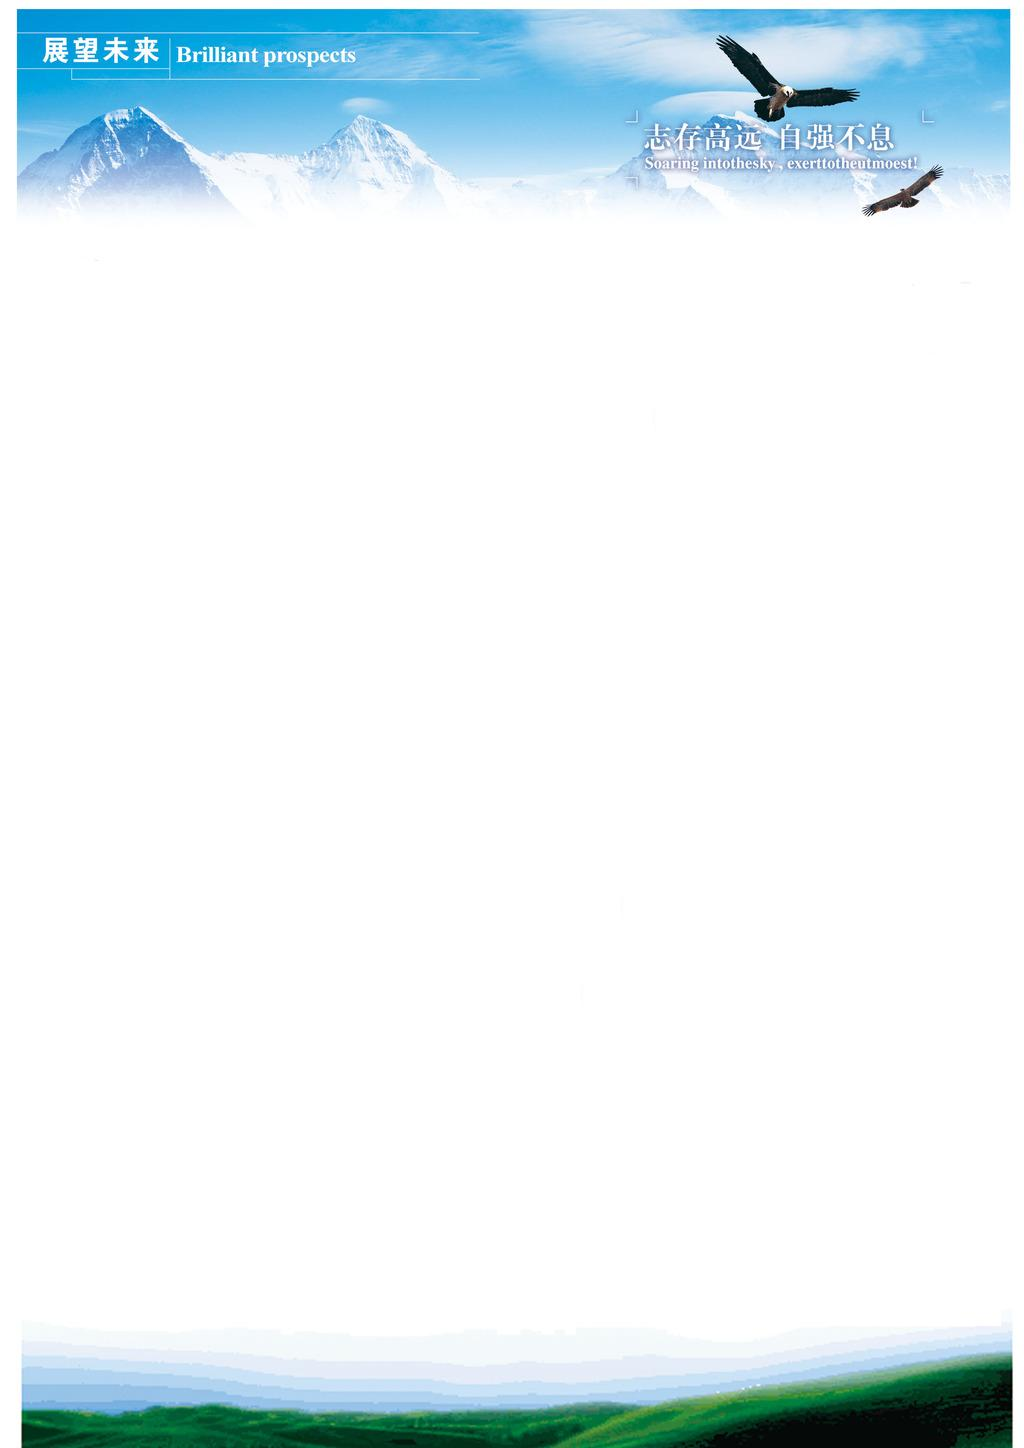 展望未来 Brilliant prospects
志存高远 自强不息
Soaring intothesky , exerttotheutmoest!